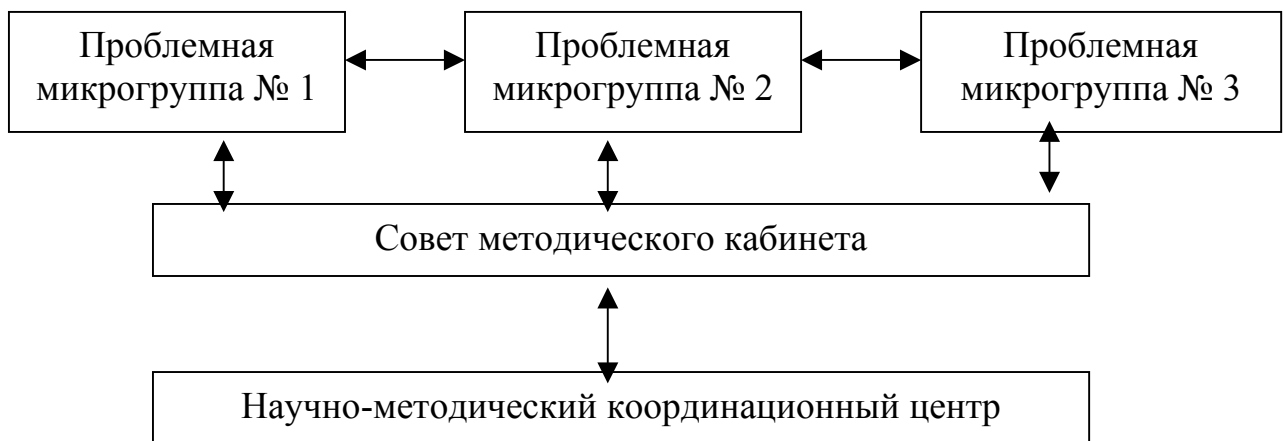 Проблемная
микрогруппа № 1
Проблемная
микрогруппа № 2
Проблемная
микрогруппа № 3
Совет методического кабинета
Научно-методический координационный центр